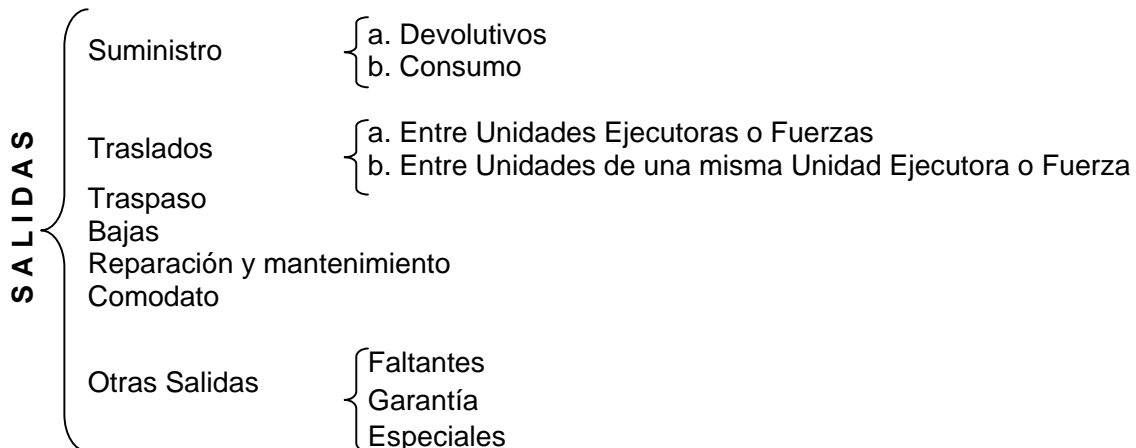 SALIDAS
Suministro
a. Devolutivos
b. Consumo
Traslados
a. Entre Unidades Ejecutoras o Fuerzas
b. Entre Unidades de una misma Unidad Ejecutora o Fuerza
Traspaso
Bajas
Reparación y mantenimiento
Comodato
Otras Salidas
Faltantes
Garantía
Especiales